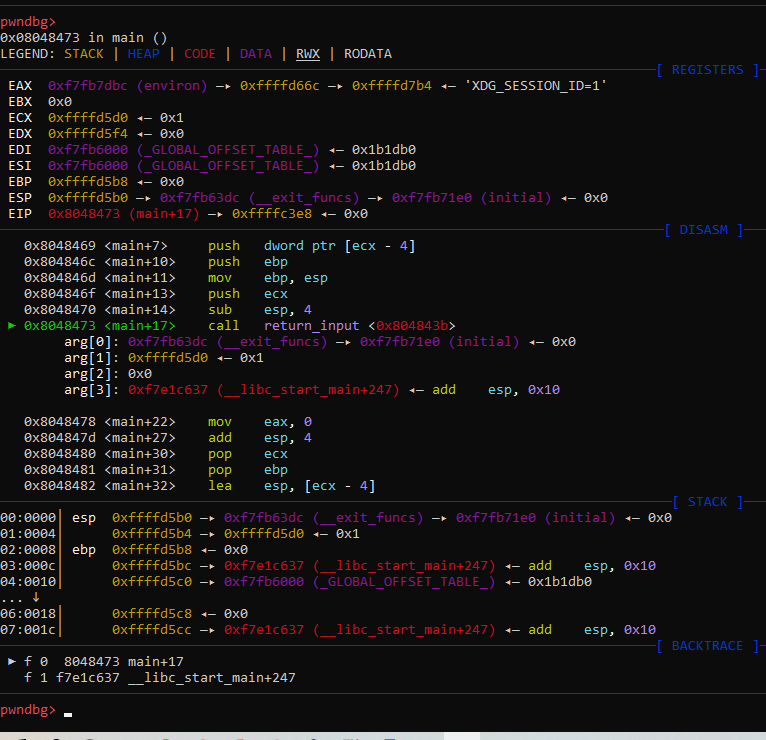 pwndbg>
0x08048473 in main ()
LEGEND: STACK | HEAP | CODE | DATA | RWX | RODATA
[ REGISTERS ]
EAX 0xf7fb7dbc (environ) —▸ 0xffffd66c —▸ 0xffffd7b4 ◂— 'XDG_SESSION_ID=1'
EBX 0x0
ECX 0xffffd5d0 ◂— 0x1
EDX 0xffffd5f4 ◂— 0x0
EDI 0xf7fb6000 (_GLOBAL_OFFSET_TABLE_) ◂— 0x1b1db0
ESI 0xf7fb6000 (_GLOBAL_OFFSET_TABLE_) ◂— 0x1b1db0
EBP 0xffffd5b8 ◂— 0x0
ESP 0xffffd5b0 —▸ 0xf7fb63dc (__exit_funcs) —▸ 0xf7fb71e0 (initial) ◂— 0x0
EIP 0x8048473 (main+17) —▸ 0xffffc3e8 ◂— 0x0
[ DISASM ]
0x8048469 <main+7> push dword ptr [ecx - 4]
0x804846c <main+10> push ebp
0x804846d <main+11> mov ebp, esp
0x804846f <main+13> push ecx
0x8048470 <main+14> sub esp, 4
► 0x8048473 <main+17> call return_input <0x804843b>
arg[0]: 0xf7fb63dc (__exit_funcs) —▸ 0xf7fb71e0 (initial) ◂— 0x0
arg[1]: 0xffffd5d0 ◂— 0x1
arg[2]: 0x0
arg[3]: 0xf7e1c637 (__libc_start_main+247) ◂— add esp, 0x10
0x8048478 <main+22> mov eax, 0
0x804847d <main+27> add esp, 4
0x8048480 <main+30> pop ecx
0x8048481 <main+31> pop ebp
0x8048482 <main+32> lea esp, [ecx - 4]
[ STACK ]
00:0000│ esp 0xffffd5b0 —▸ 0xf7fb63dc (__exit_funcs) —▸ 0xf7fb71e0 (initial) ◂— 0x0
01:0004│ 0xffffd5b4 —▸ 0xffffd5d0 ◂— 0x1
02:0008│ ebp 0xffffd5b8 ◂— 0x0
03:000c│ 0xffffd5bc —▸ 0xf7e1c637 (__libc_start_main+247) ◂— add esp, 0x10
04:0010│ 0xffffd5c0 —▸ 0xf7fb6000 (_GLOBAL_OFFSET_TABLE_) ◂— 0x1b1db0
... ↓
06:0018│ 0xffffd5c8 ◂— 0x0
07:001c│ 0xffffd5cc —▸ 0xf7e1c637 (__libc_start_main+247) ◂— add esp, 0x10
[ BACKTRACE ]
► f 0 8048473 main+17
f 1 f7e1c637 __libc_start_main+247
pwndbg>